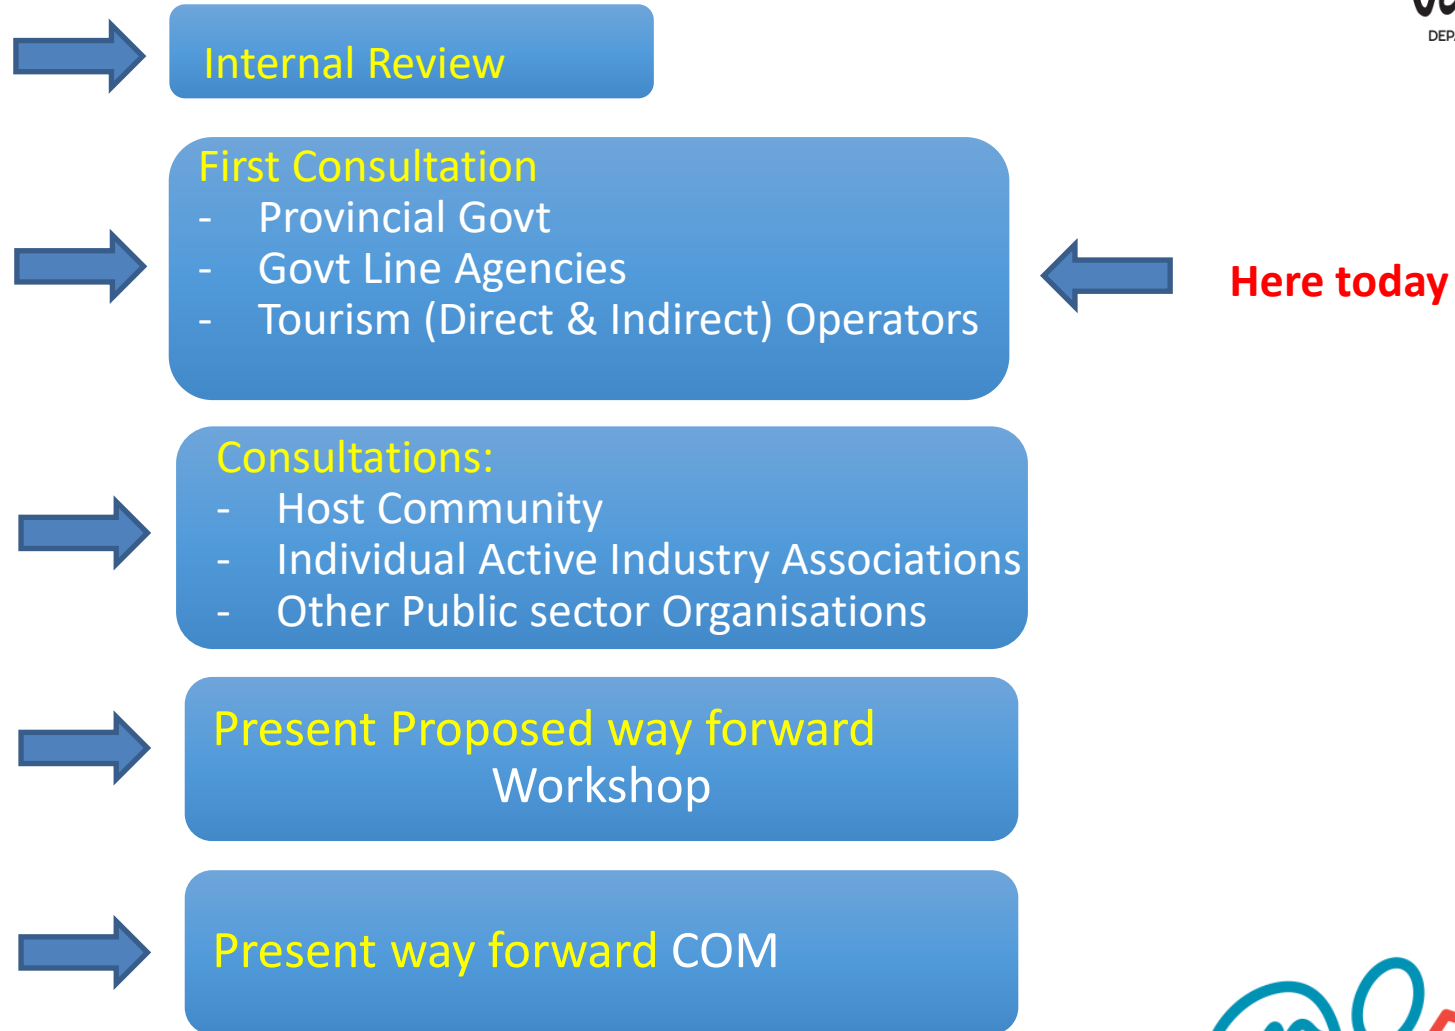 Internal Review
First Consultation
- Provincial Govt
- Govt Line Agencies
- Tourism (Direct & Indirect) Operators
Here today
Consultations:
- Host Community
- Individual Active Industry Associations
- Other Public sector Organisations
Present Proposed way forward
Workshop
Present way forward COM